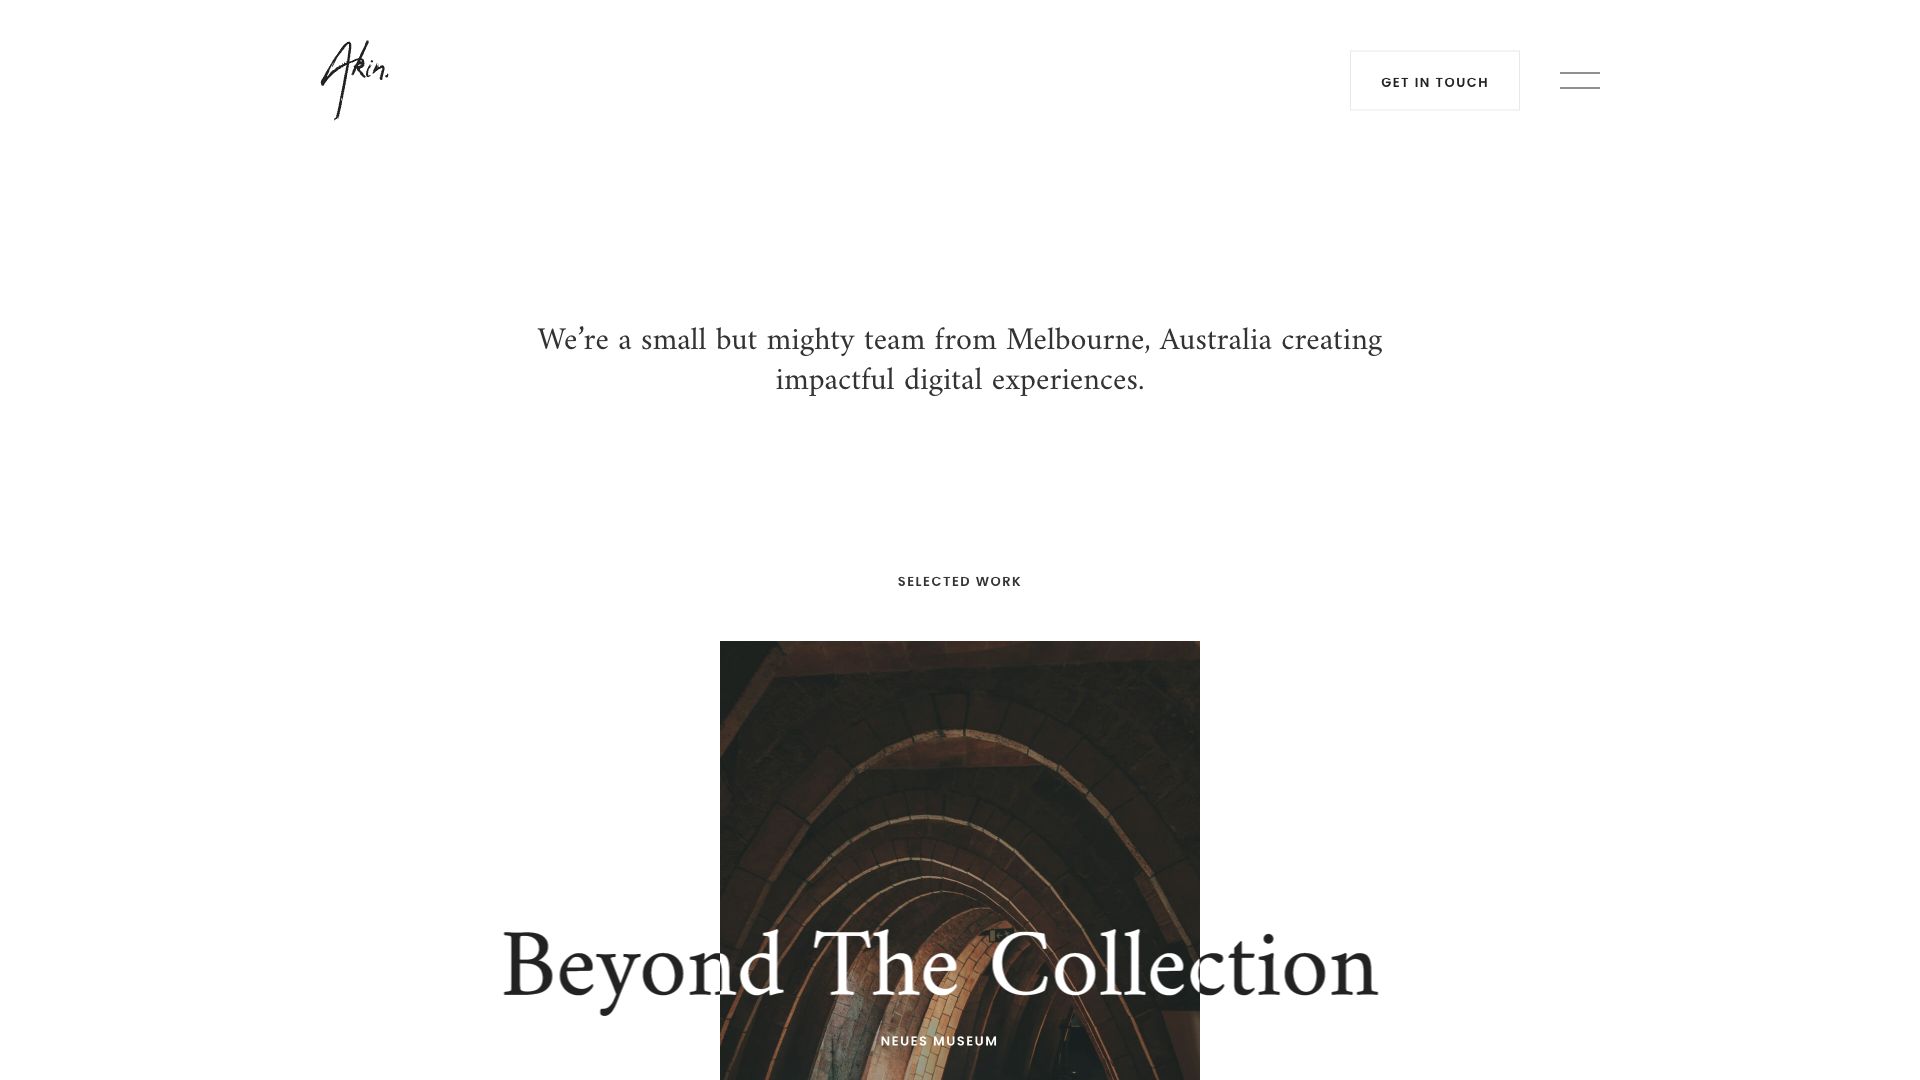 Akin.
GET IN TOUCH
We’re a small but mighty team from Melbourne, Australia creating
impactful digital experiences.
SELECTED WORK
Beyond The Collection
NEUES MUSEUM